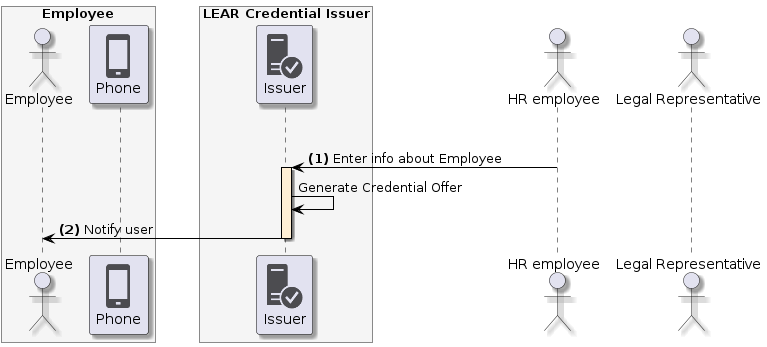 Employee
LEAR Credential Issuer
Employee
Phone
Issuer
HR employee
Legal Representative
(1) Enter info about Employee
Generate Credential Offer
(2) Notify user
Employee
Phone
Issuer
HR employee
Legal Representative